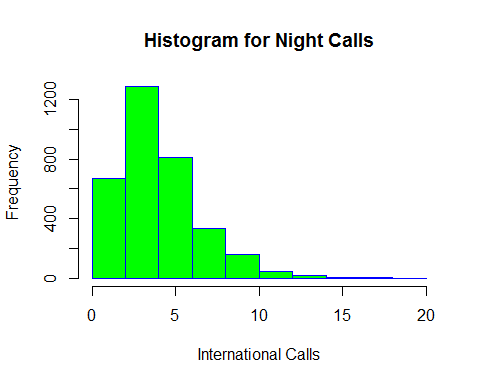 Histogram for Night Calls
Frequency
1200
800
400
0
0 5 10 15 20
International Calls